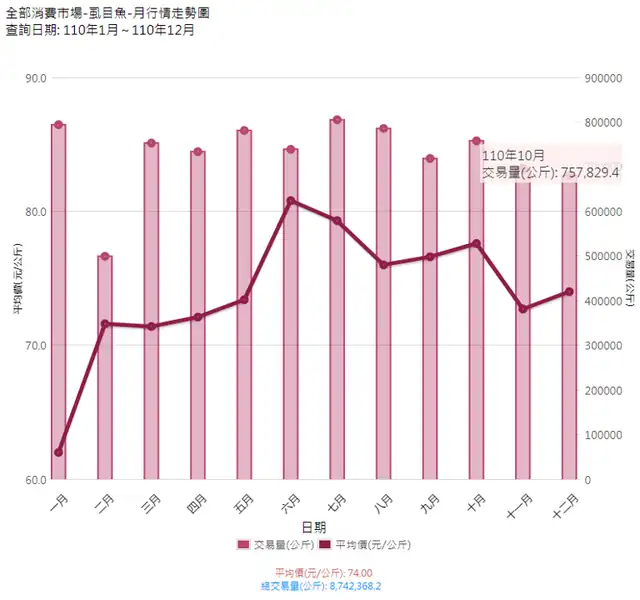 全部消費市場-虱目魚-月行情走勢圖
查詢日期: 110年1月~110年12月
90.0
80.0
70.0
60.0
平均價(元/公斤)
900000
800000
600000
500000
400000
300000
200000
100000
0
交易量(公斤)
110年10月
交易量(公斤): 757,829.4
一月
二月
三月
四月
五月
六月
七月
八月
九月
十月
十一月
十二月
日期
交易量(公斤) 平均價(元/公斤)
平均價(元/公斤): 74.00
總交易量(公斤): 8,742,368.2